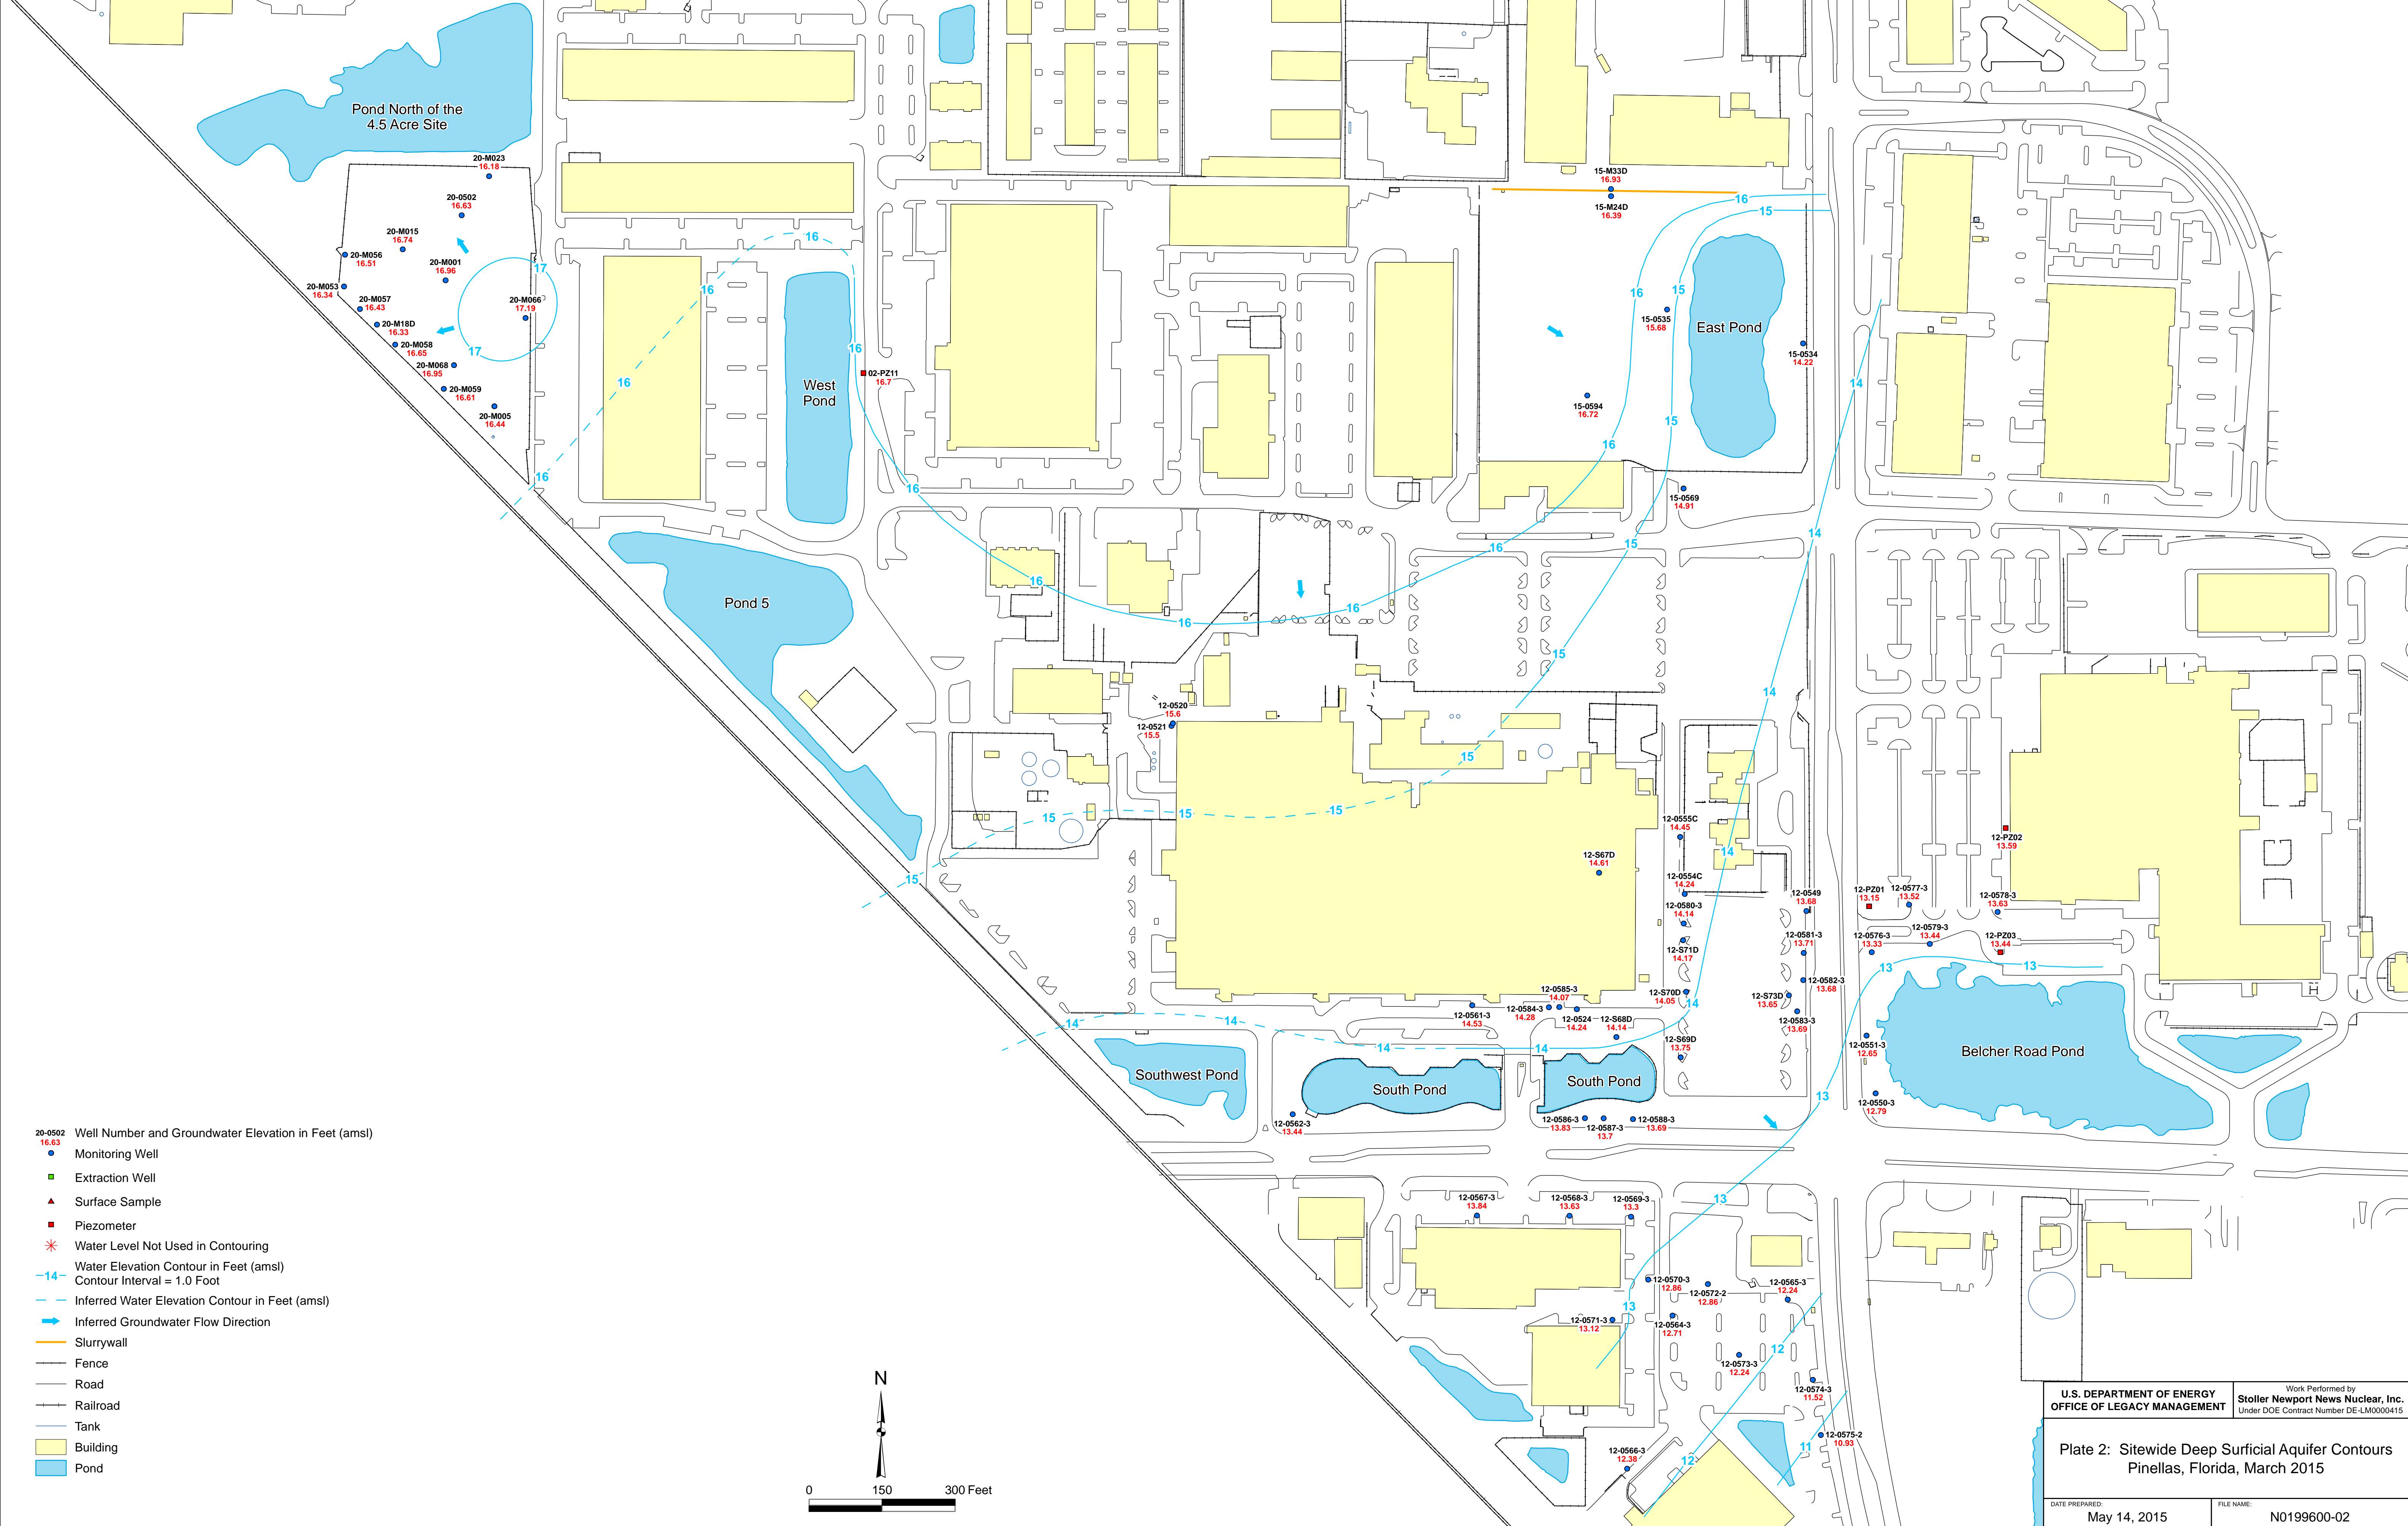 Pond North of the
4.5 Acre Site
20-M023
16.18
20-0502
16.63
20-M015
16.74
20-M056
16.51
20-M001
16.96
20-M053
16.34
20-M057
16.43
20-M18D
16.33
20-M058
16.65
20-M066
17.19
20-M068
16.95
20-M059
16.61
20-M005
16.44
17
17
16
16
16
16
16
16
16
16
16
16
16
16
16
16
West
Pond
02-PZ11
16.7
Pond 5
15-M33D
16.93
15-M24D
16.39
15
15
15
15
15
15
15
15
15
15
15-0535
15.68
East Pond
15-0534
14.22
15-0594
16.72
15-0569
14.91
14
14
14
14
14
14
14
14
14
12-0520
15.6
12-0521
15.5
12-0555C
14.45
12-S67D
14.61
12-0554C
14.24
12-0580-3
14.14
12-S71D
14.17
12-0549
13.68
12-0581-3
13.71
12-0582-3
13.68
12-S70D
14.05
12-S73D
13.65
12-0583-3
13.69
12-PZ02
13.59
12-PZ01
13.15
12-0577-3
13.52
12-0578-3
13.63
12-0576-3
13.33
12-0579-3
13.44
12-PZ03
13.44
13
13
13
13
13
12-0585-3
14.07
12-0561-3
14.53
12-0584-3
14.28
12-0524
14.24
12-S68D
14.14
12-S69D
13.75
12-0551-3
12.65
12-0550-3
12.79
Belcher Road Pond
Southwest Pond
South Pond
South Pond
12-0562-3
13.44
12-0586-3
13.83
12-0587-3
13.7
12-0588-3
13.69
12-0567-3
13.84
12-0568-3
13.63
12-0569-3
13.3
12-0570-3
12.86
12-0572-2
12.86
12-0565-3
12.24
12-0571-3
13.12
12-0564-3
12.71
12-0573-3
12.24
12-0574-3
11.52
12-0575-2
10.93
12-0566-3
12.38
12
12
11
20-0502
16.63
Well Number and Groundwater Elevation in Feet (amsl)
Monitoring Well
Extraction Well
Surface Sample
Piezometer
Water Level Not Used in Contouring
14
Water Elevation Contour in Feet (amsl)
Contour Interval = 1.0 Foot
Inferred Water Elevation Contour in Feet (amsl)
Inferred Groundwater Flow Direction
Slurrywall
Fence
Road
Railroad
Tank
Building
Pond
N
0 150 300 Feet
U.S. DEPARTMENT OF ENERGY
OFFICE OF LEGACY MANAGEMENT
Work Performed by
Stoller Newport News Nuclear, Inc.
Under DOE Contract Number DE-LM0000415
Plate 2: Sitewide Deep Surficial Aquifer Contours
Pinellas, Florida, March 2015
DATE PREPARED:
May 14, 2015
FILE NAME:
N0199600-02